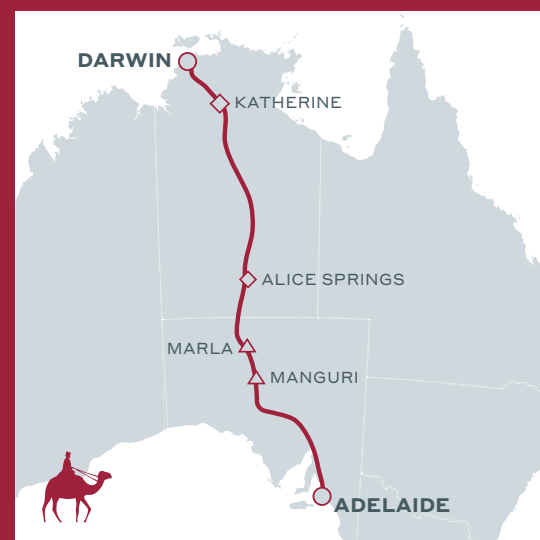 DARWIN
KATHERINE
ALICE SPRINGS
MARLA
MANGURI
ADELAIDE